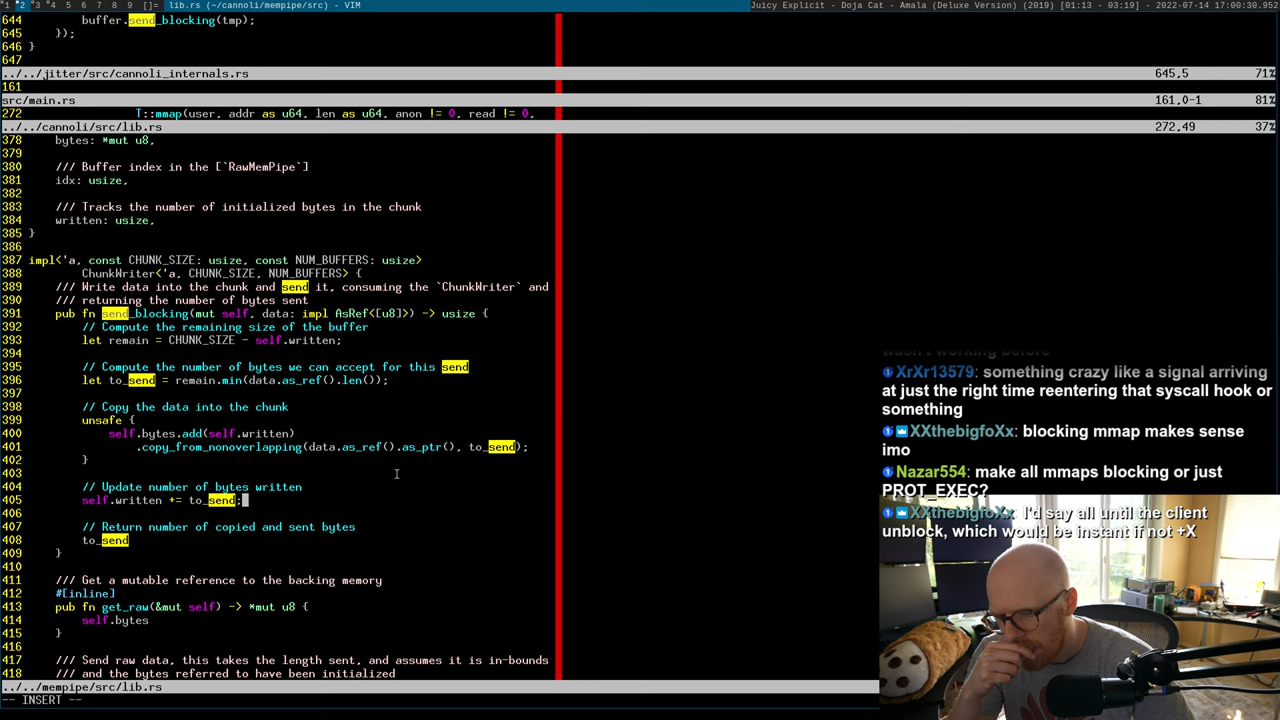 1 2 3 4 5 6 7 8 9 []= lib.rs (~/cannoli/mempipe/src) - VIM Juicy Explicit - Doja Cat - Amala (Deluxe Version) (2019) [01:13 - 03:19] - 2022-07-14 17:00:30.952
644 buffer.send_blocking(tmp);
645 });
646 }
647
../../jitter/src/cannoli_internals.rs 645,5 71%
161
src/main.rs 161,0-1 81%
272 T::mmap(user, addr as u64, len as u64, anon != 0, read != 0,
../../cannoli/src/lib.rs 272,49 37%
378 bytes: *mut u8,
379
380 /// Buffer index in the [`RawMemPipe`]
381 idx: usize,
382
383 /// Tracks the number of initialized bytes in the chunk
384 written: usize,
385 }
386
387 impl<'a, const CHUNK_SIZE: usize, const NUM_BUFFERS: usize>
388 ChunkWriter<'a, CHUNK_SIZE, NUM_BUFFERS> {
389 /// Write data into the chunk and send it, consuming the `ChunkWriter` and
390 /// returning the number of bytes sent
391 pub fn send_blocking(mut self, data: impl AsRef<[u8]>) -> usize {
392 // Compute the remaining size of the buffer
393 let remain = CHUNK_SIZE - self.written;
394
395 // Compute the number of bytes we can accept for this send
396 let to_send = remain.min(data.as_ref().len());
397
398 // Copy the data into the chunk
399 unsafe {
400 self.bytes.add(self.written)
401 .copy_from_nonoverlapping(data.as_ref().as_ptr(), to_send);
402 }
403
404 // Update number of bytes written
405 self.written += to_send;
406
407 // Return number of copied and sent bytes
408 to_send
409 }
410
411 /// Get a mutable reference to the backing memory
412 #[inline]
413 pub fn get_raw(&mut self) -> *mut u8 {
414 self.bytes
415 }
416
417 /// Send raw data, this takes the length sent, and assumes it is in-bounds
418 /// and the bytes referred to have been initialized
../../mempipe/src/lib.rs
-- INSERT --
wasn't working before
XrXr13579: something crazy like a signal arriving
at just the right time reentering that syscall hook or
something
XXthebigfoXx: blocking mmap makes sense
imo
Nazar554: make all mmaps blocking or just
PROT_EXEC?
XXthebigfoXx: I'd say all until the client
unblock, which would be instant if not +X